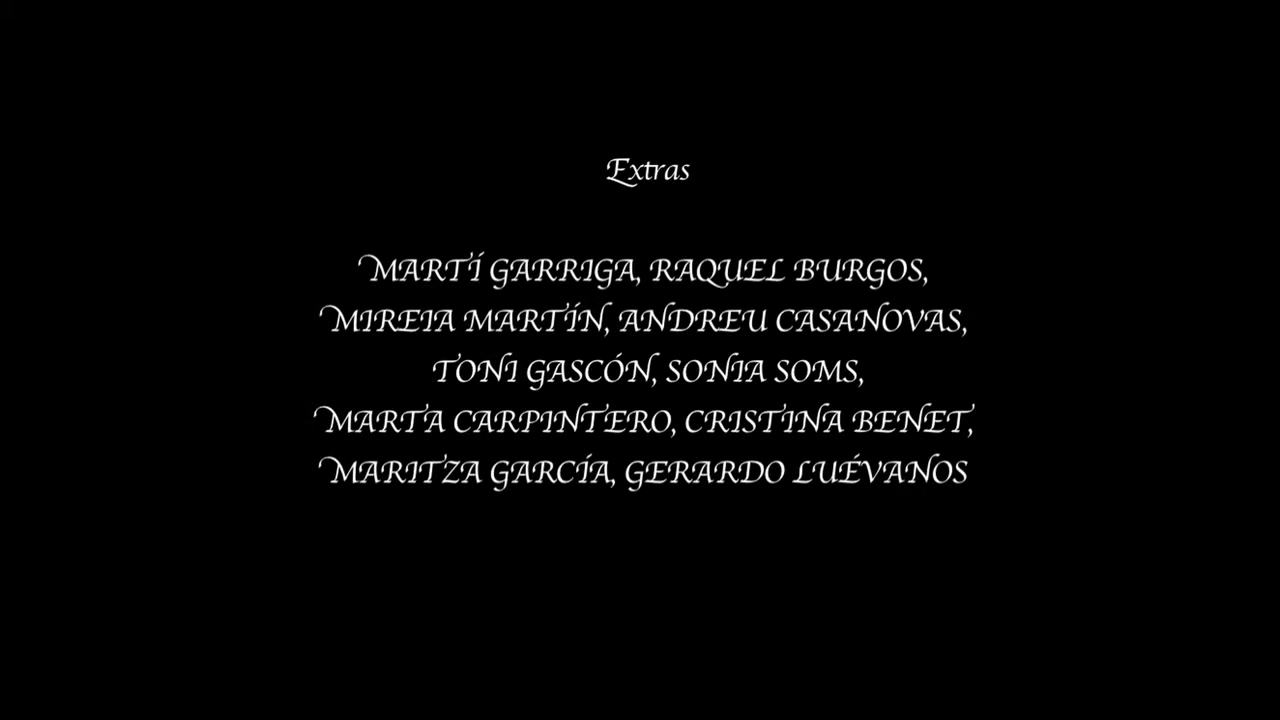 Extras
MARTÍ GARRIGA, RAQUEL BURGOS,
MIREIA MARTÍN, ANDREU CASANOVAS,
TONI GASCÓN, SONIA SOMS,
MARTA CARPINTERO, CRISTINA BENET,
MARITZA GARCÍA, GERARDO LUÉVANOS